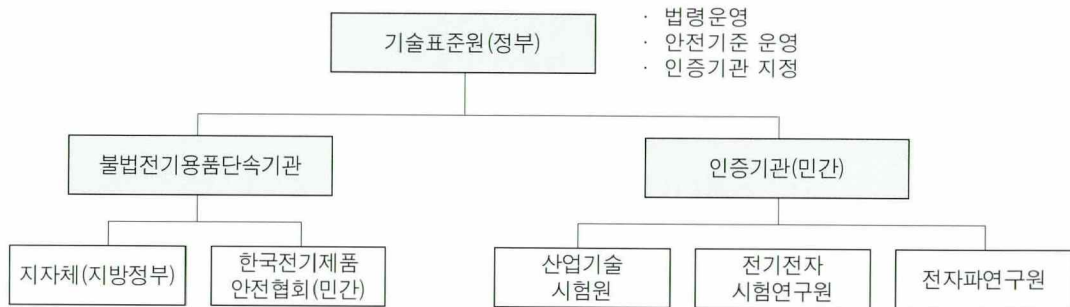 기술표준원(정부)
· 법령운영
· 안전기준 운영
· 인증기관 지정
불법전기용품단속기관
인증기관(민간)
지자체(지방정부)
한국전기제품
안전협회(민간)
산업기술
시험원
전기전자
시험연구원
전자파연구원